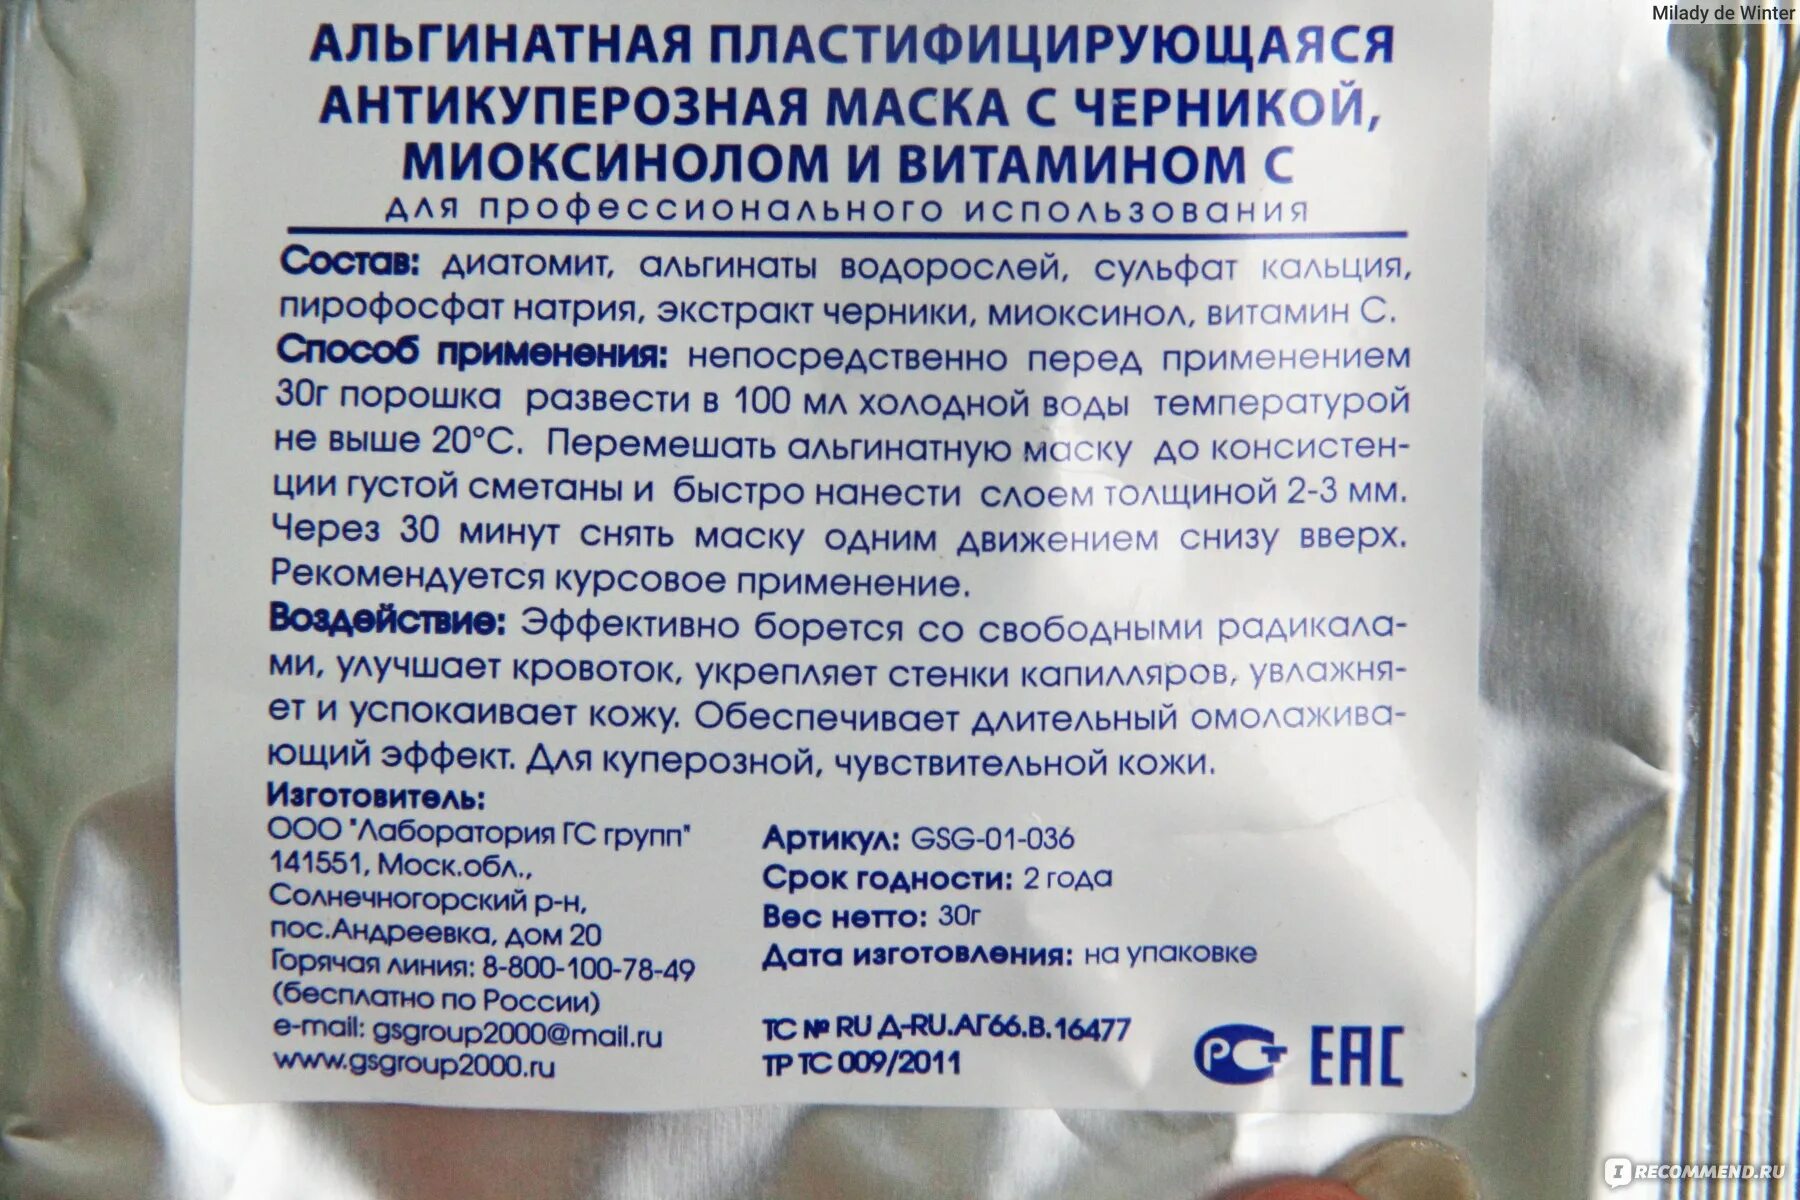 Milady de Winter
АЛЬГИНАТНАЯ ПЛАСТИФИЦИРУЮЩАЯСЯ
АНТИКУПЕРОЗНАЯ МАСКА С ЧЕРНИКОЙ,
МИОКСИНОЛОМ И ВИТАМИНОМ С
для профессионального использования
Состав: диатомит, альгинаты водорослей, сульфат кальция,
пирофосфат натрия, экстракт черники, миоксинол, витамин С.
Способ применения: непосредственно перед применением
30г порошка развести в 100 мл холодной воды температурой
не выше 20°С. Перемешать альгинатную маску до консистен-
ции густой сметаны и быстро нанести слоем толщиной 2-3 мм.
Через 30 минут снять маску одним движением снизу вверх.
Рекомендуется курсовое применение.
Воздействие: Эффективно борется со свободными радикала-
ми, улучшает кровоток, укрепляет стенки капилляров, увлажня-
ет и успокаивает кожу. Обеспечивает длительный омолажива-
ющий эффект. Для куперозной, чувствительной кожи.
Изготовитель:
ООО "Лаборатория ГС групп"
141551, Моск.обл.,
Солнечногорский р-н,
пос.Андреевка, дом 20
Горячая линия: 8-800-100-78-49
(бесплатно по России)
e-mail: gsgroup2000@mail.ru
www.gsgroup2000.ru
Артикул: GSG-01-036
Срок годности: 2 года
Вес нетто: 30г
Дата изготовления: на упаковке
ТС № RU Д-RU.АГ66.В.16477
ТР ТС 009/2011
РСТ ЕАС
IRECOMMEND.RU